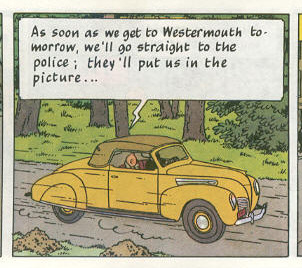 As soon as we get to Westermouth to-
morrow, we'll go straight to the
police; they'll put us in the
picture...